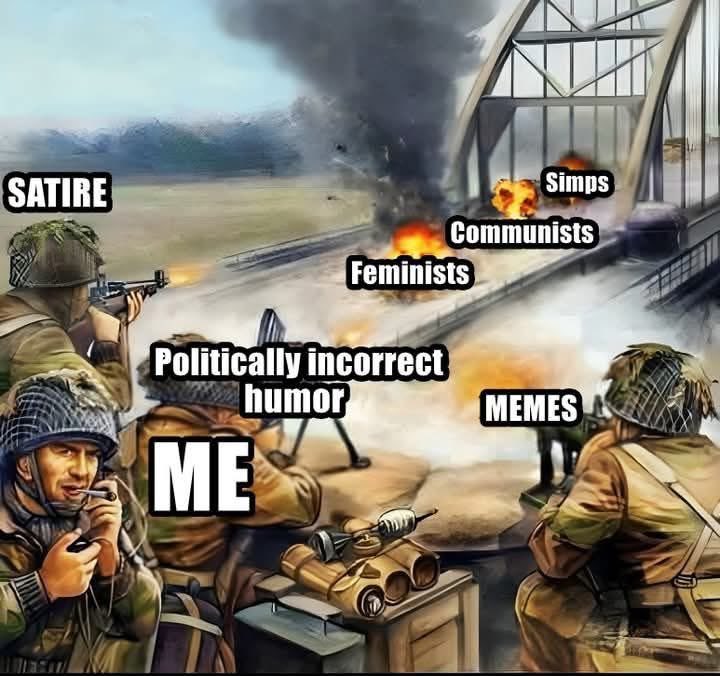 SATIRE
Simps
Communists
Feminists
Politically incorrect
humor
MEMES
ME